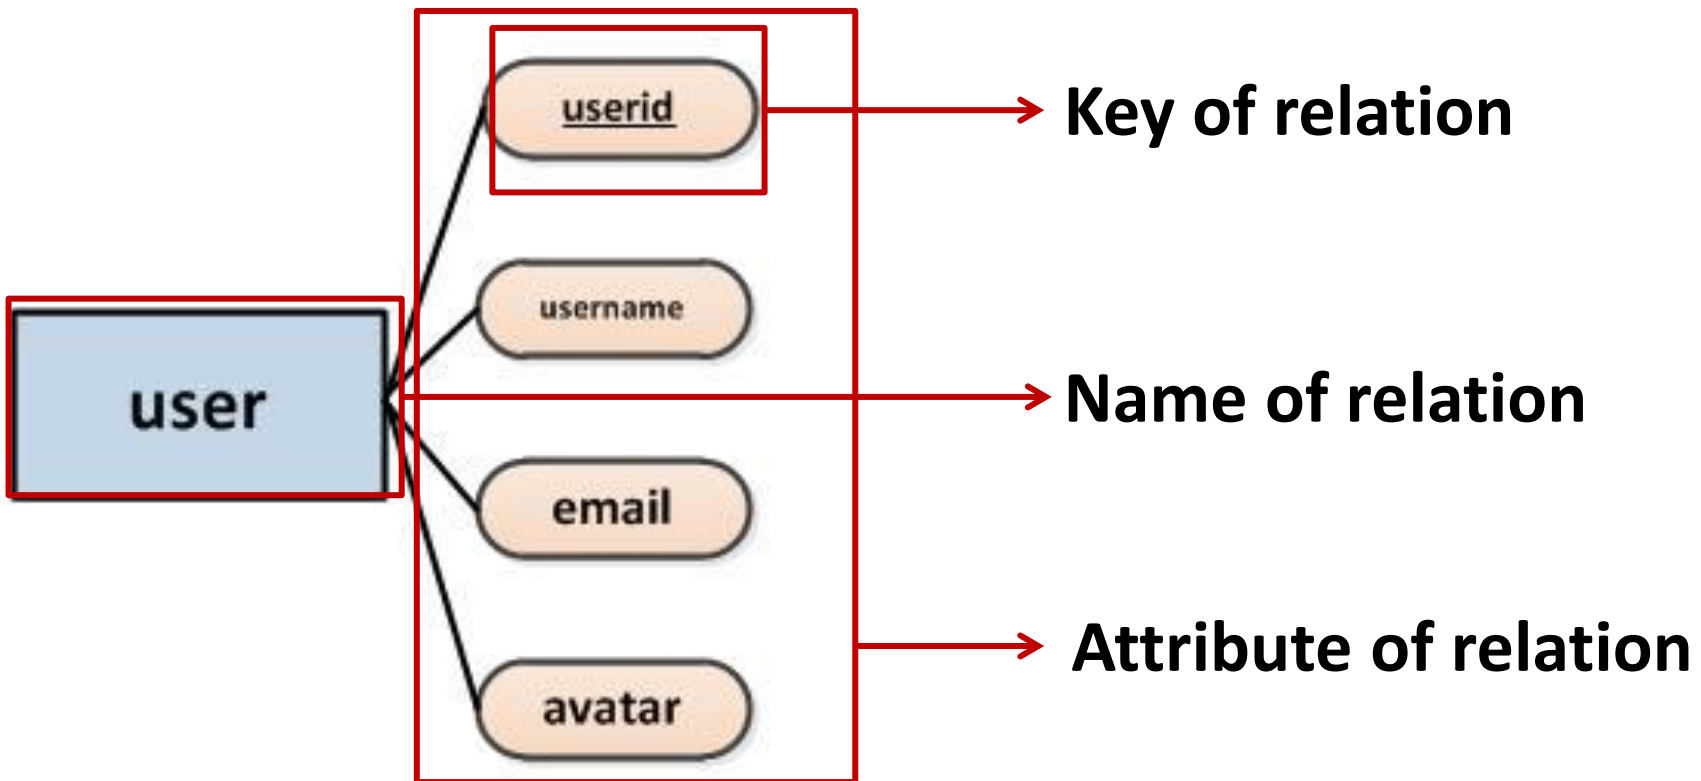 userid
Key of relation
username
user
Name of relation
email
Attribute of relation
avatar